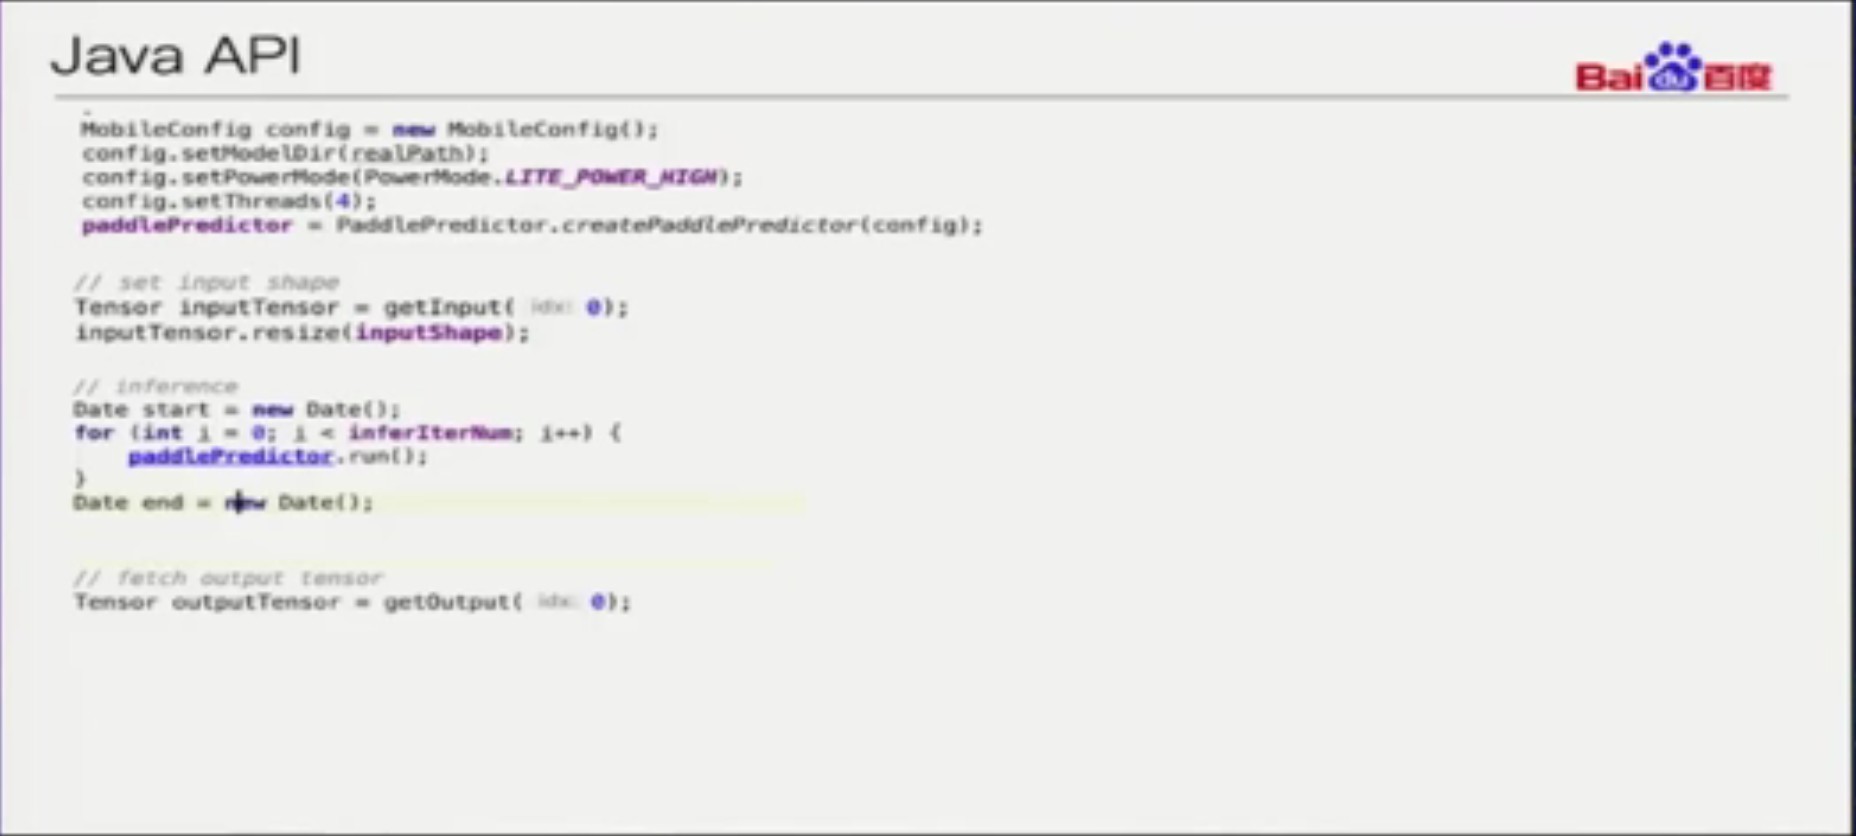 Java API
Bai du 百度
MobileConfig config = new MobileConfig();
config.setModelDir(realPath);
config.setPowerMode(PowerMode.LITE_POWER_HIGH);
config.setThreads(4);
paddlePredictor = PaddlePredictor.createPaddlePredictor(config);
// set input shape
Tensor inputTensor = getInput( idx: 0);
inputTensor.resize(inputShape);
// inference
Date start = new Date();
for (int i = 0; i < inferIterNum; i++) {
paddlePredictor.run();
}
Date end = new Date();
// fetch output tensor
Tensor outputTensor = getOutput( idx: 0);